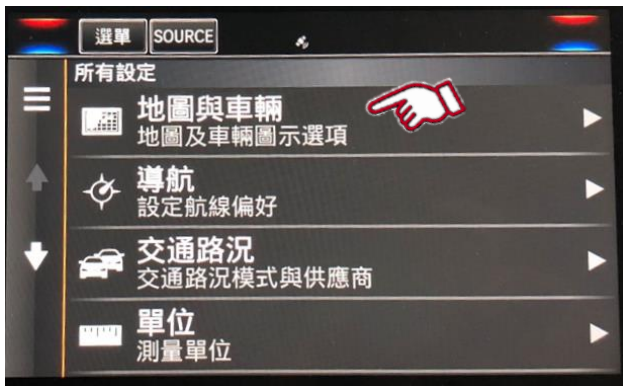 選單 SOURCE
所有設定
地圖與車輛
地圖及車輛圖示選項
導航
設定航線偏好
交通路況
交通路況模式與供應商
單位
測量單位